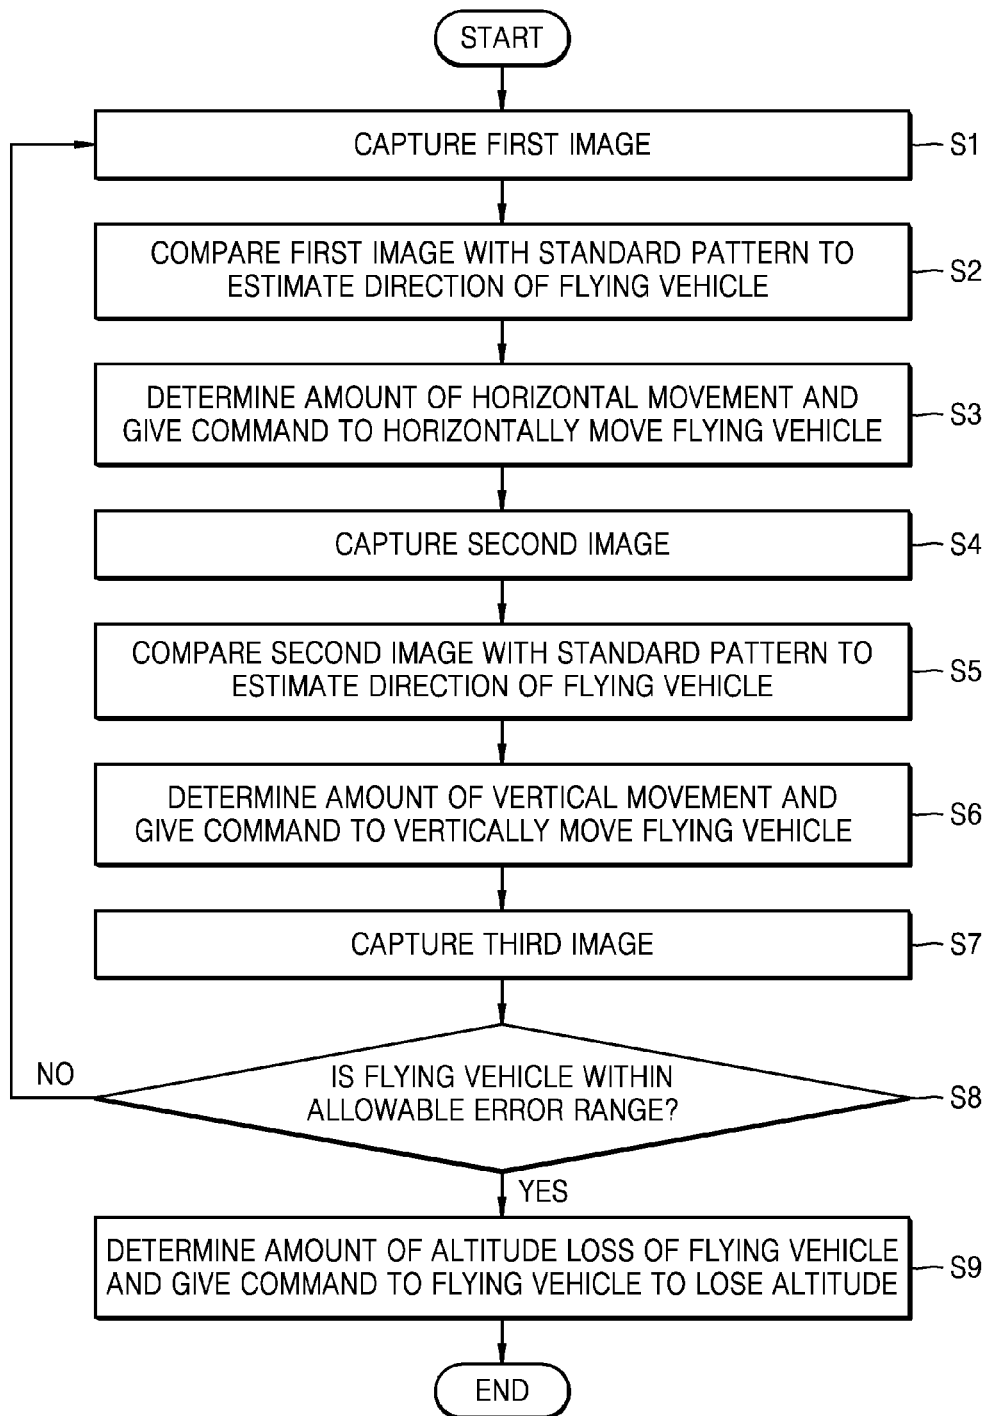 START
CAPTURE FIRST IMAGE
S1
COMPARE FIRST IMAGE WITH STANDARD PATTERN TO
ESTIMATE DIRECTION OF FLYING VEHICLE
S2
DETERMINE AMOUNT OF HORIZONTAL MOVEMENT AND
GIVE COMMAND TO HORIZONTALLY MOVE FLYING VEHICLE
S3
CAPTURE SECOND IMAGE
S4
COMPARE SECOND IMAGE WITH STANDARD PATTERN TO
ESTIMATE DIRECTION OF FLYING VEHICLE
S5
DETERMINE AMOUNT OF VERTICAL MOVEMENT AND
GIVE COMMAND TO VERTICALLY MOVE FLYING VEHICLE
S6
CAPTURE THIRD IMAGE
S7
NO
IS FLYING VEHICLE WITHIN
ALLOWABLE ERROR RANGE?
S8
YES
DETERMINE AMOUNT OF ALTITUDE LOSS OF FLYING VEHICLE
AND GIVE COMMAND TO FLYING VEHICLE TO LOSE ALTITUDE
S9
END